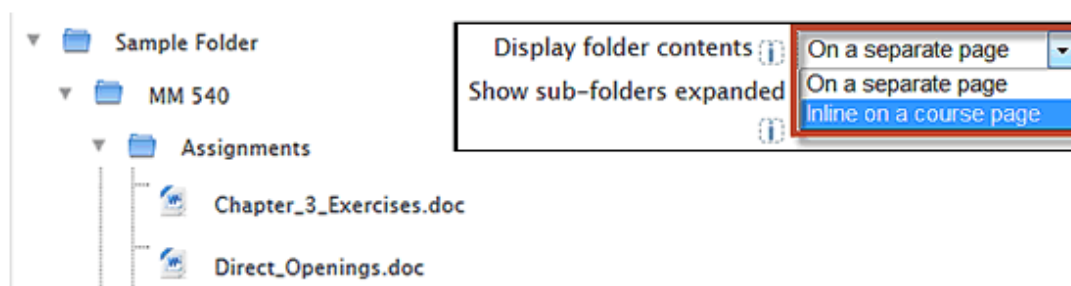 Sample Folder
MM 540
Assignments
Chapter_3_Exercises.doc
Direct_Openings.doc
Display folder contents
On a separate page
Show sub-folders expanded
On a separate page
Inline on a course page